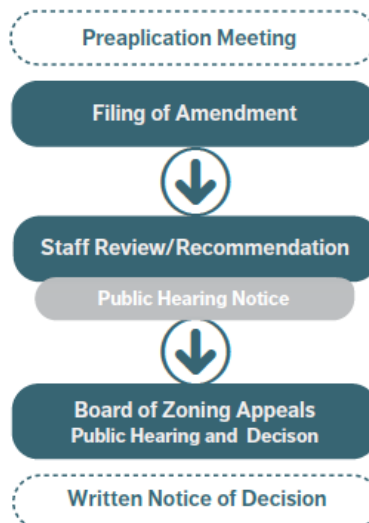 Preaplication Meeting
Filing of Amendment
Staff Review/Recommendation
Public Hearing Notice
Board of Zoning Appeals
Public Hearing and Decison
Written Notice of Decision